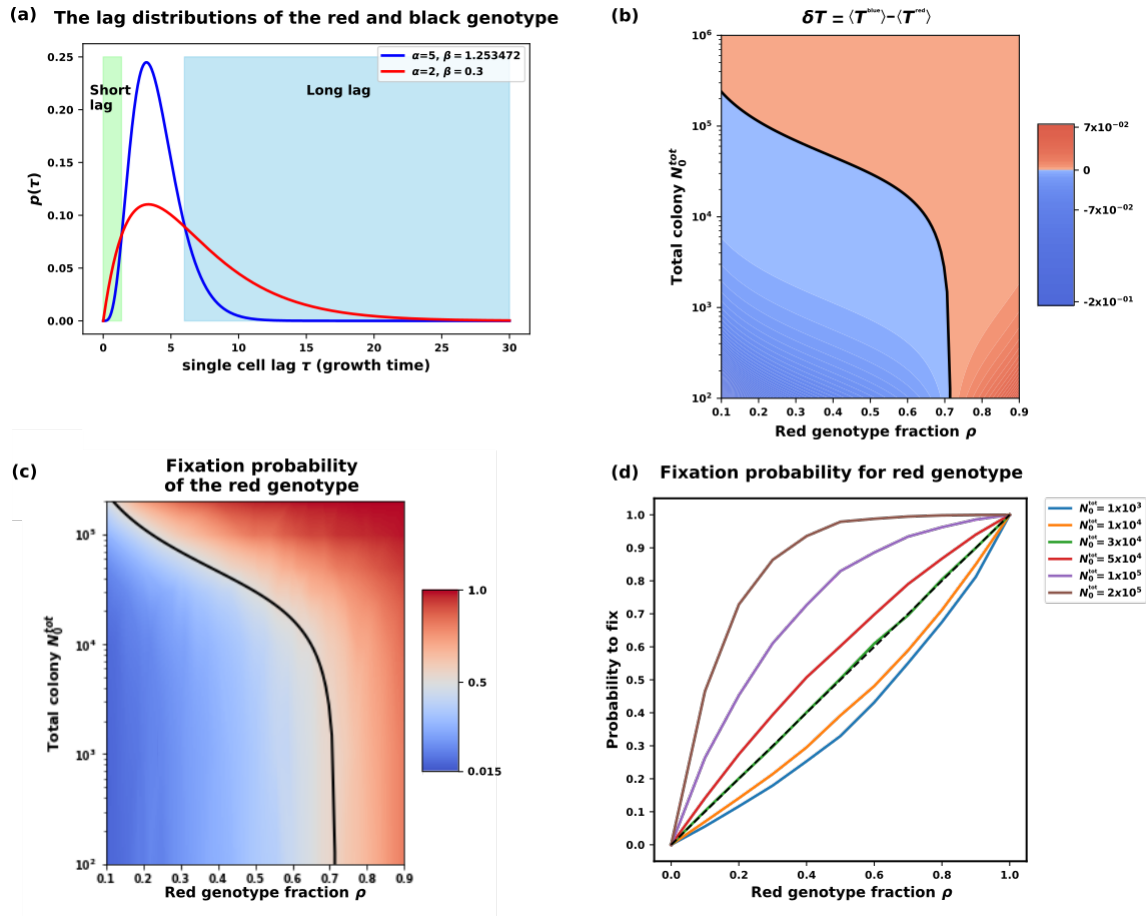 (a) The lag distributions of the red and black genotype
α=5, β=1.253472
α=2, β=0.3
Short
lag
Long lag
0.25
0.20
0.15
0.10
0.05
0.00
p(τ)
0 5 10 15 20 25 30
single cell lag τ (growth time)
(b) δT = ⟨T^blue⟩−⟨T^red⟩
10^6
10^5
10^4
10^3
10^2
Total colony N_0^tot
0.1 0.2 0.3 0.4 0.5 0.6 0.7 0.8 0.9
Red genotype fraction ρ
7x10^−02
0
-7x10^−02
-2x10^−01
(c) Fixation probability
of the red genotype
10^5
10^4
10^3
10^2
Total colony N_0^tot
0.1 0.2 0.3 0.4 0.5 0.6 0.7 0.8 0.9
Red genotype fraction ρ
1.0
0.5
0.015
(d) Fixation probability for red genotype
1.0
0.9
0.8
0.7
0.6
0.5
0.4
0.3
0.2
0.1
0.0
Probability to fix
0.0 0.2 0.4 0.6 0.8 1.0
Red genotype fraction ρ
N_0^tot = 1x10^3
N_0^tot = 1x10^4
N_0^tot = 3x10^4
N_0^tot = 5x10^4
N_0^tot = 1x10^5
N_0^tot = 2x10^5